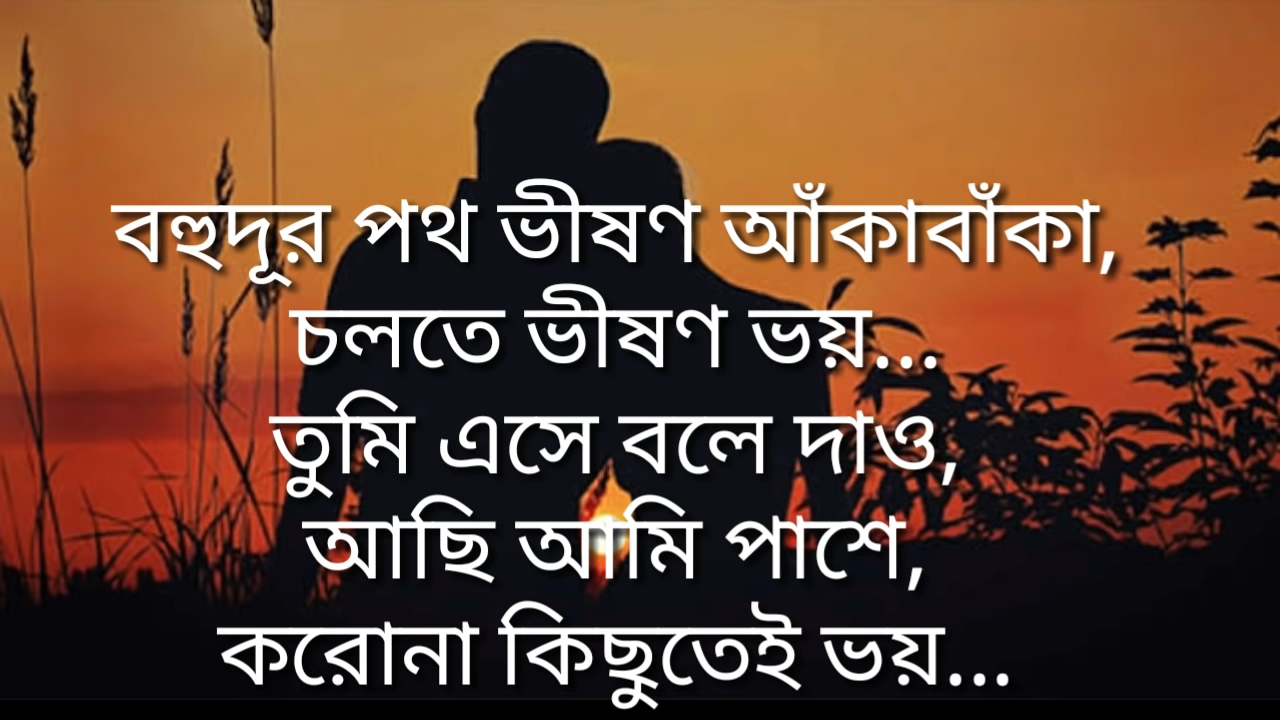 বহুদূর পথ ভীষণ আঁকাবাঁকা,
চলতে ভীষণ ভয়...
তুমি এসে বলে দাও,
আছি আমি পাশে,
করোনা কিছুতেই ভয়...